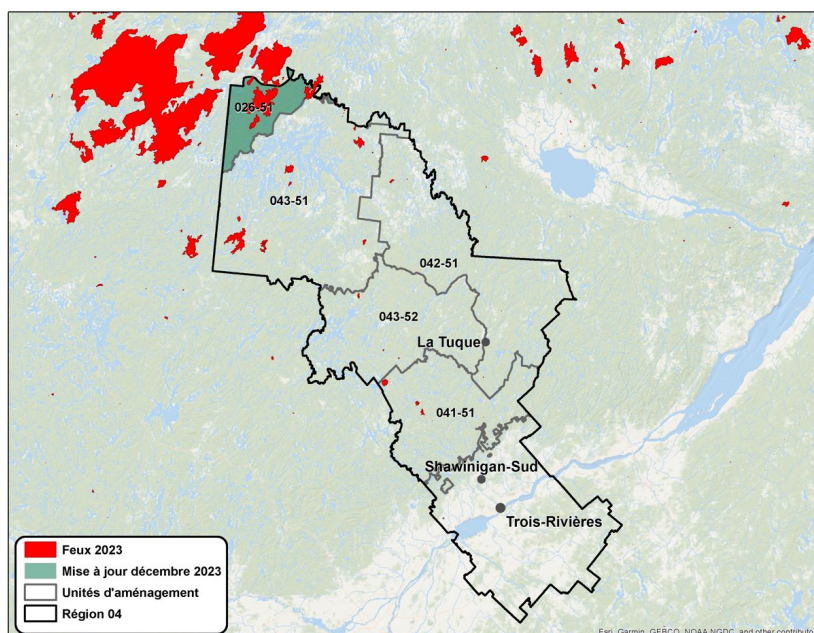 026-51
043-51
042-51
043-52
La Tuque
041-51
Shawinigan-Sud
Trois-Rivières
Feux 2023
Mise à jour décembre 2023
Unités d'aménagement
Région 04
Esri, Garmin, GEBCO, NOAA NGDC, and other contributo